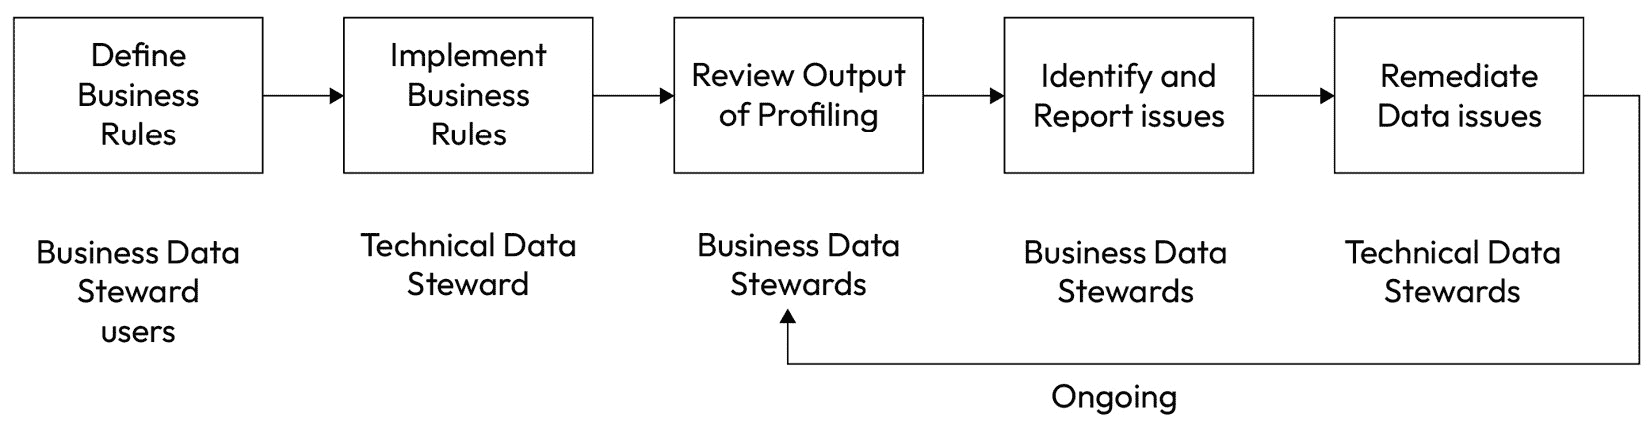 Define
Business
Rules
Implement
Business
Rules
Review Output
of Profiling
Identify and
Report issues
Remediate
Data issues
Business Data
Steward
users
Technical Data
Steward
Business Data
Stewards
Business Data
Stewards
Technical Data
Stewards
Ongoing